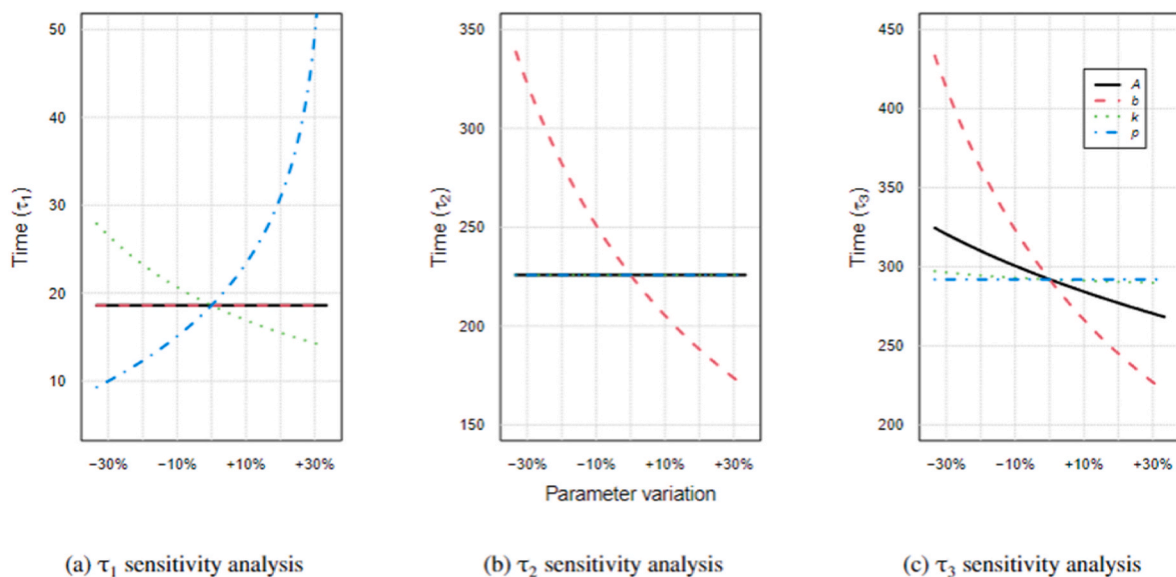 Time (τ1)
50
40
30
20
10
−30% −10% +10% +30%
Time (τ2)
350
300
250
200
150
−30% −10% +10% +30%
Parameter variation
Time (τ3)
450
400
350
300
250
200
A
b
k
p
−30% −10% +10% +30%
(a) τ1 sensitivity analysis
(b) τ2 sensitivity analysis
(c) τ3 sensitivity analysis